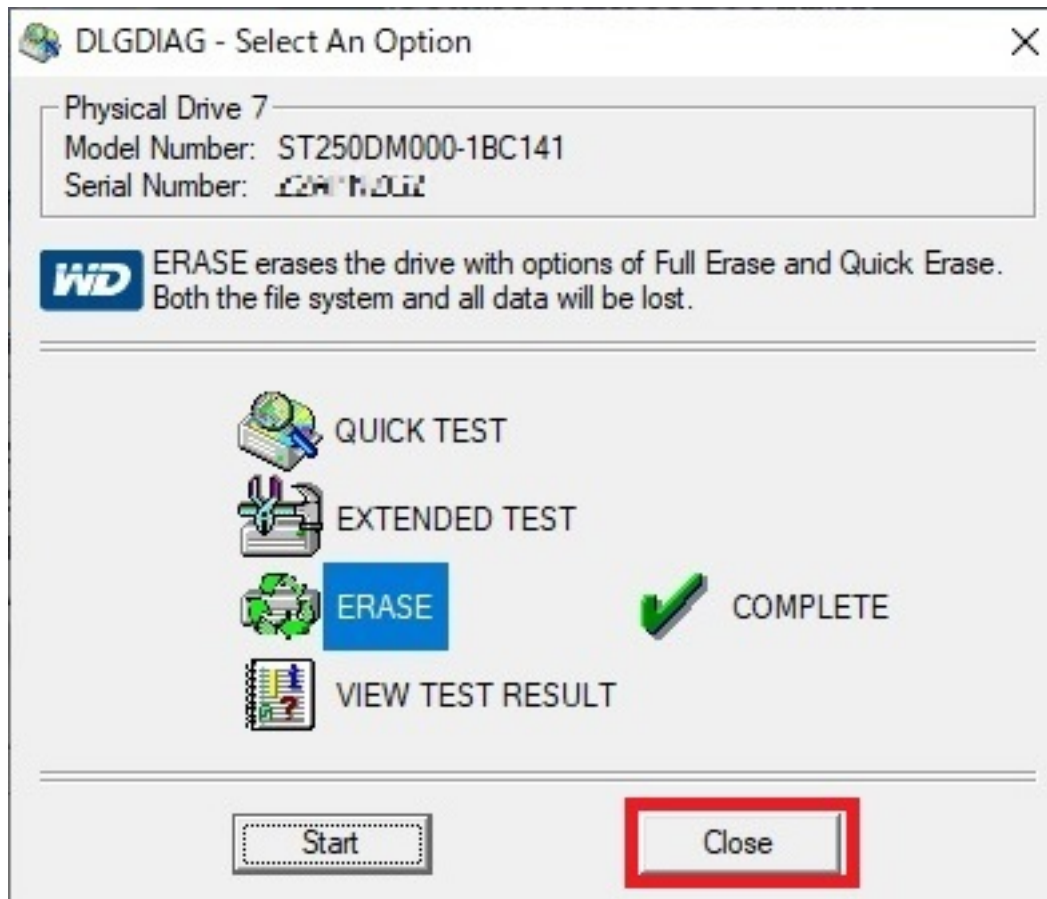 DLGDIAG - Select An Option
Physical Drive 7
Model Number: ST250DM000-1BC141
Serial Number:
WD
ERASE erases the drive with options of Full Erase and Quick Erase.
Both the file system and all data will be lost.
QUICK TEST
EXTENDED TEST
ERASE
COMPLETE
VIEW TEST RESULT
Start
Close